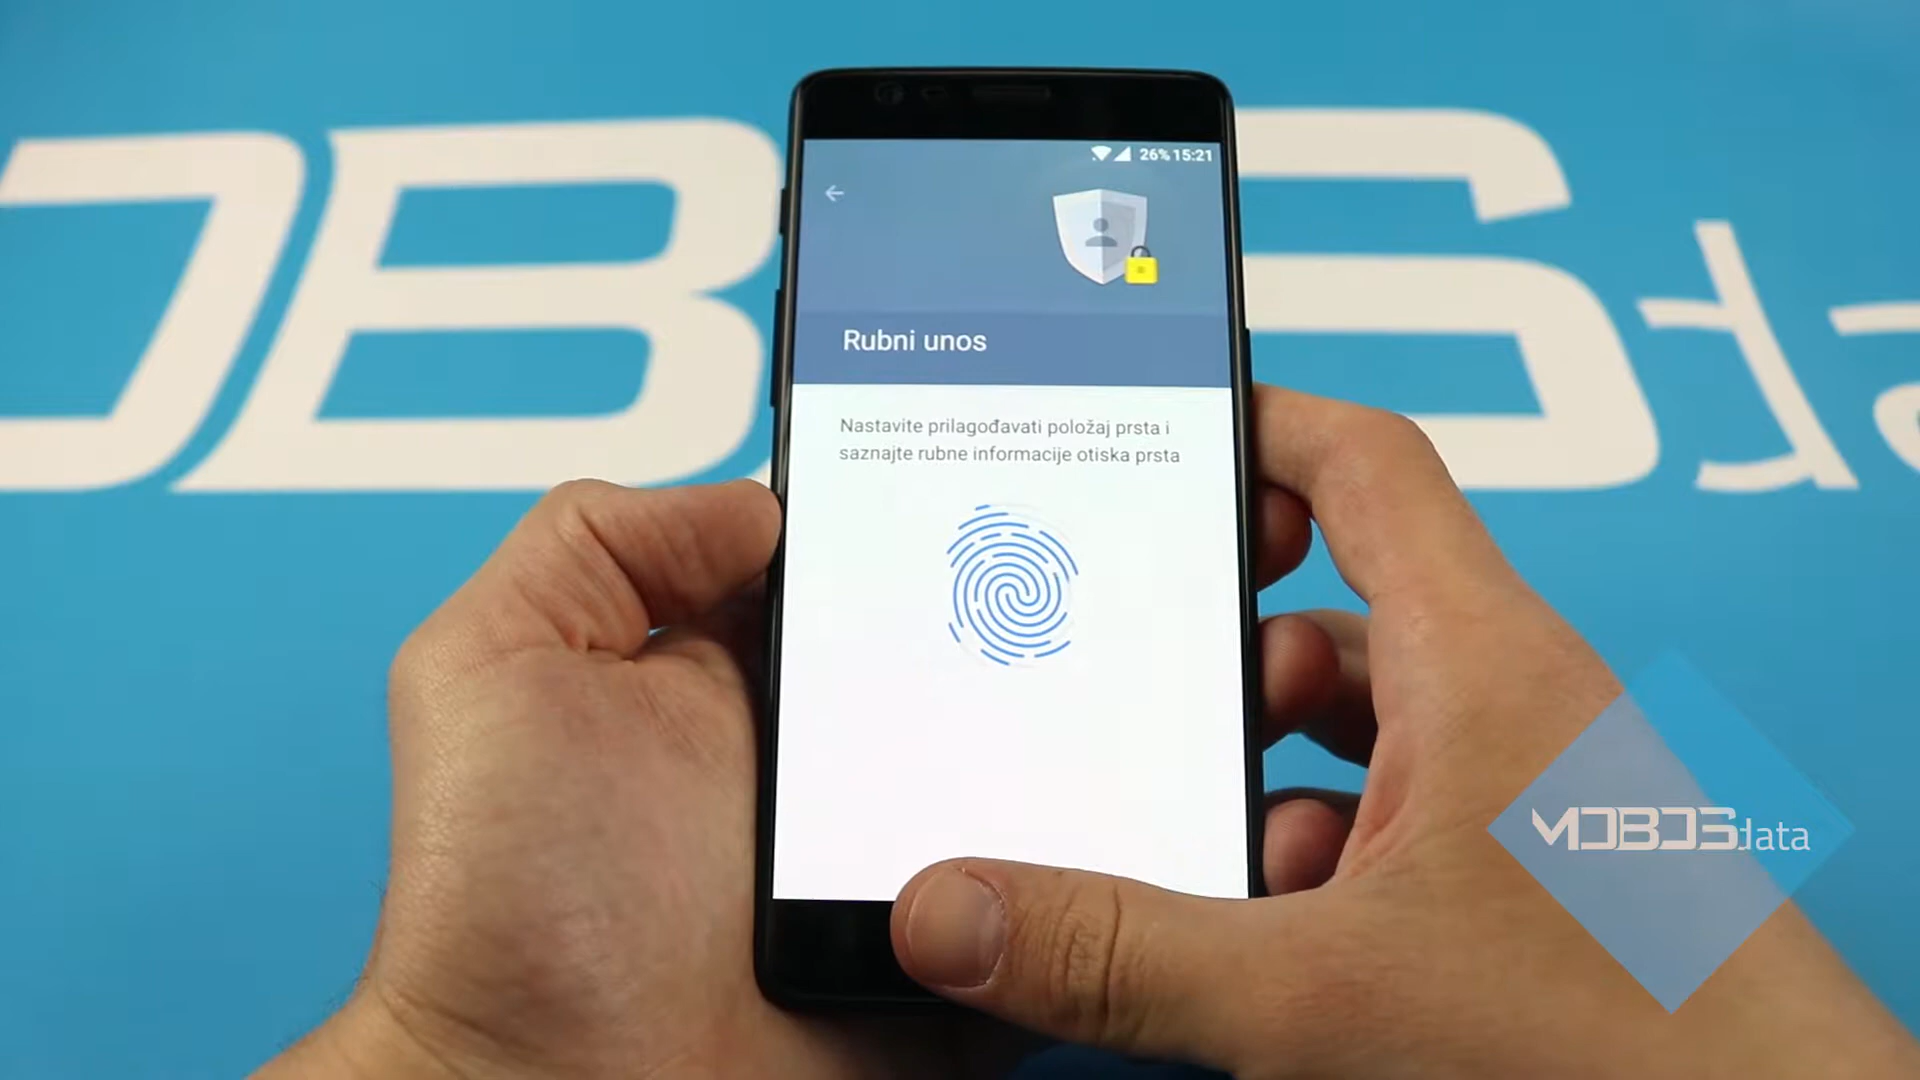 26% 15:21
Rubni unos
Nastavite prilagođavati položaj prsta i
saznajte rubne informacije otiska prsta
MOBOSdata